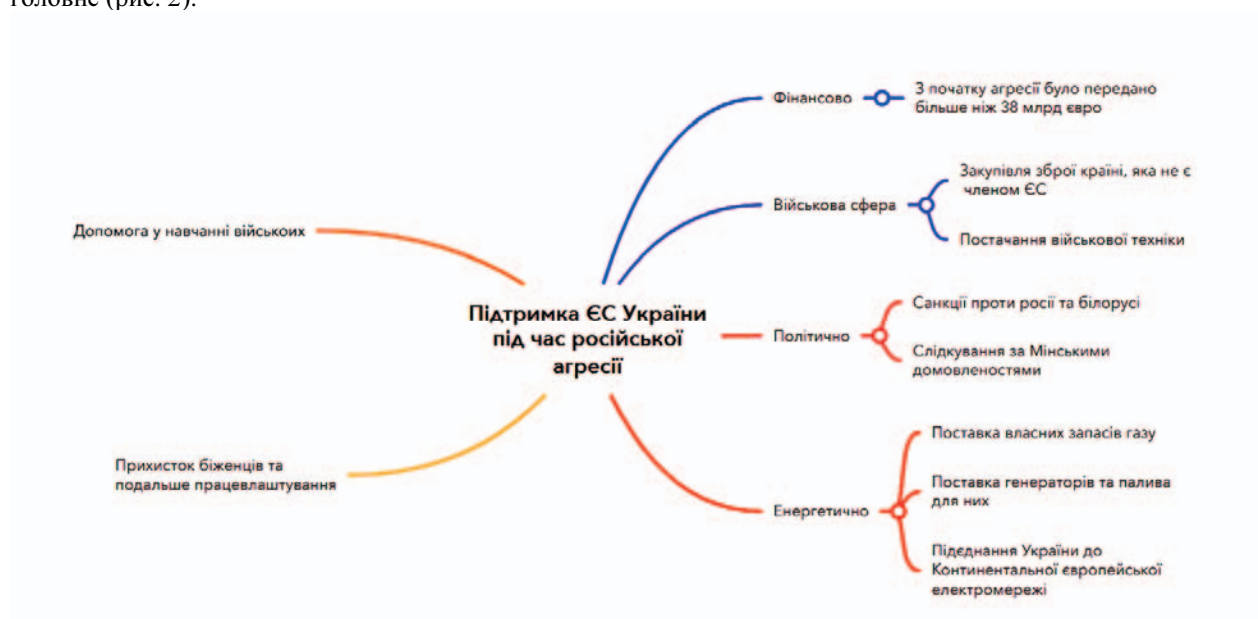 головне (рис. 2).
Фінансово
З початку агресії було передано
більше ніж 38 млрд євро
Військова сфера
Закупівля зброї країні, яка не є
членом ЄС
Постачання військової техніки
Допомога у навчанні військоих
Підтримка ЄС України
під час російської
агресії
Політично
Санкції проти росії та білорусі
Слідкування за Мінськими
домовленостями
Прихисток біженців та
подальше працевлаштування
Енергетично
Поставка власних запасів газу
Поставка генераторів та палива
для них
Підєднання України до
Континентальної європейської
електромережі